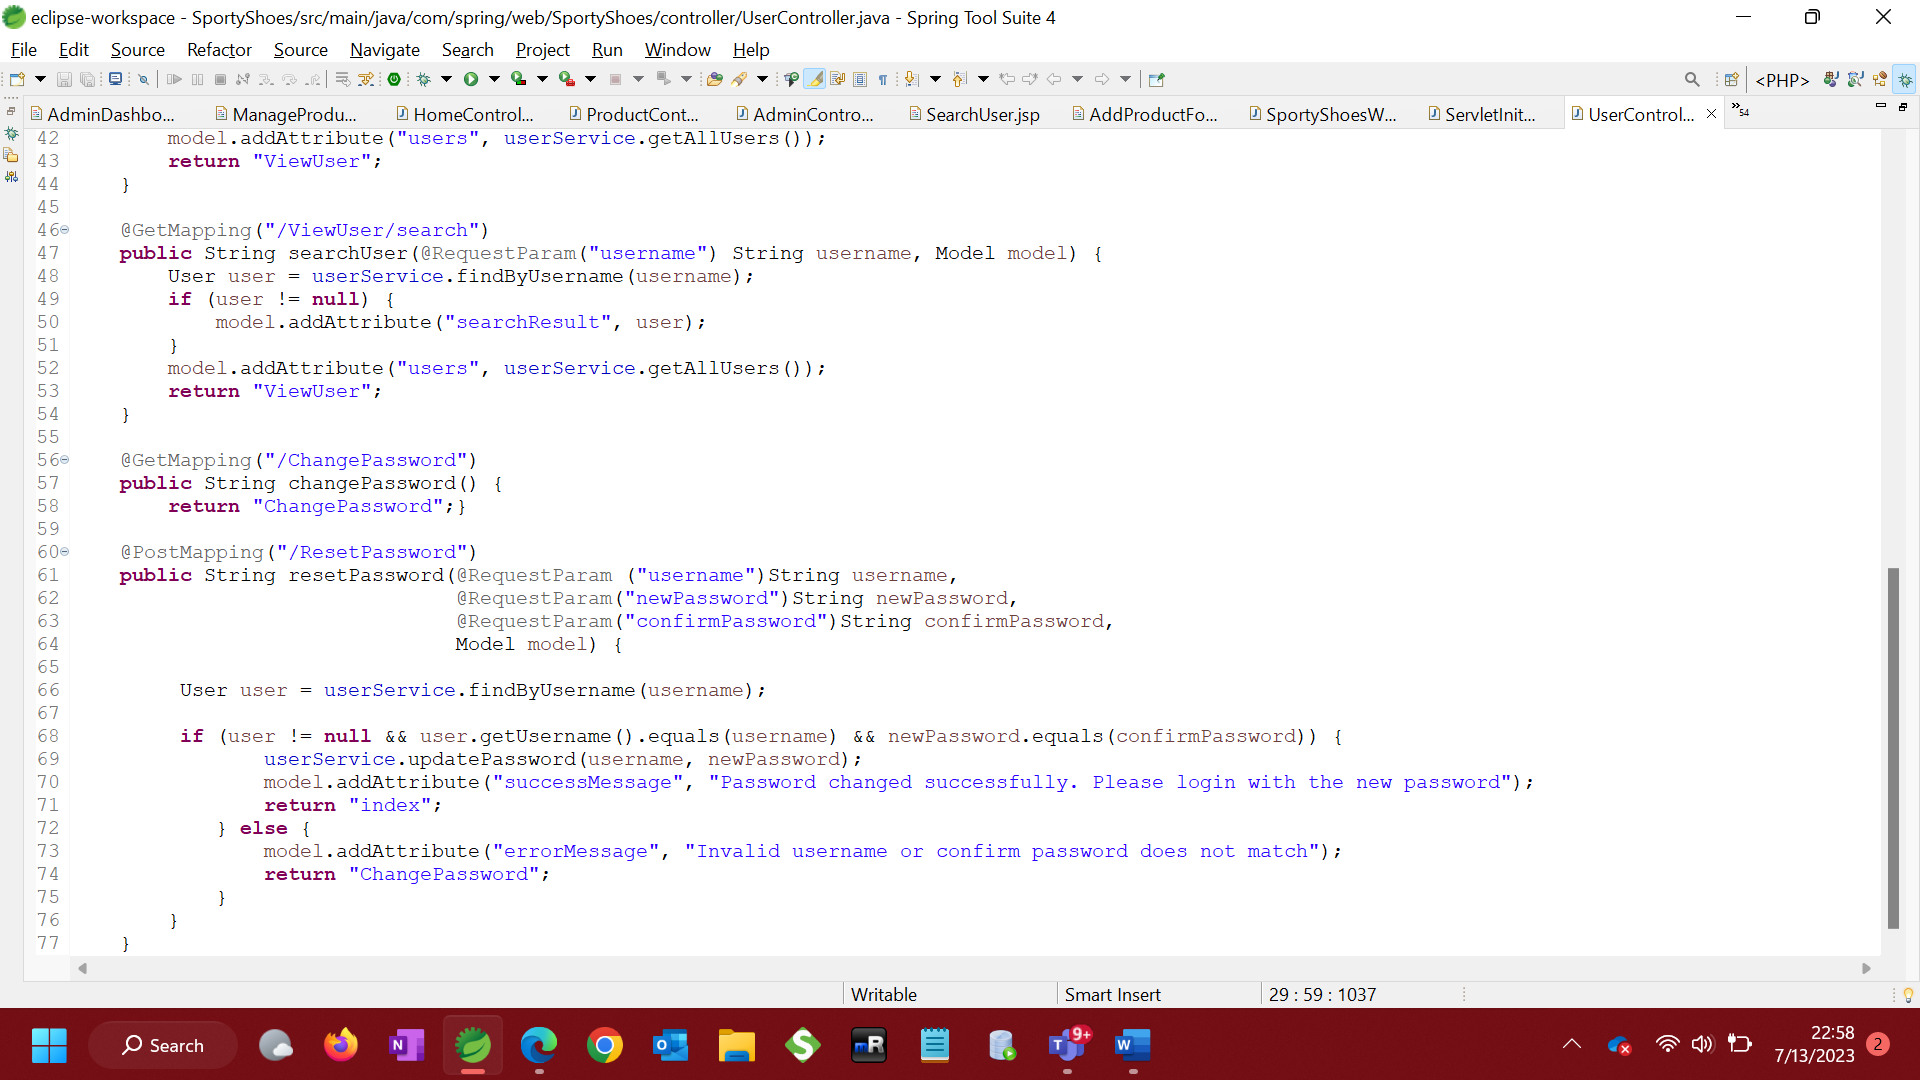 eclipse-workspace - SportyShoes/src/main/java/com/spring/web/SportyShoes/controller/UserController.java - Spring Tool Suite 4
File Edit Source Refactor Source Navigate Search Project Run Window Help
<PHP>
AdminDashbo... ManageProdu... HomeControl... ProductCont... AdminContro... SearchUser.jsp AddProductFo... SportyShoesW... ServletInit... UserControl... 54
42 model.addAttribute("users", userService.getAllUsers());
43 return "ViewUser";
44 }
45
46 @GetMapping("/ViewUser/search")
47 public String searchUser(@RequestParam("username") String username, Model model) {
48 User user = userService.findByUsername(username);
49 if (user != null) {
50 model.addAttribute("searchResult", user);
51 }
52 model.addAttribute("users", userService.getAllUsers());
53 return "ViewUser";
54 }
55
56 @GetMapping("/ChangePassword")
57 public String changePassword() {
58 return "ChangePassword";}
59
60 @PostMapping("/ResetPassword")
61 public String resetPassword(@RequestParam ("username")String username,
62 @RequestParam("newPassword")String newPassword,
63 @RequestParam("confirmPassword")String confirmPassword,
64 Model model) {
65
66 User user = userService.findByUsername(username);
67
68 if (user != null && user.getUsername().equals(username) && newPassword.equals(confirmPassword)) {
69 userService.updatePassword(username, newPassword);
70 model.addAttribute("successMessage", "Password changed successfully. Please login with the new password");
71 return "index";
72 } else {
73 model.addAttribute("errorMessage", "Invalid username or confirm password does not match");
74 return "ChangePassword";
75 }
76 }
77 }
Writable Smart Insert 29 : 59 : 1037
Search 9+ 22:58
7/13/2023 2